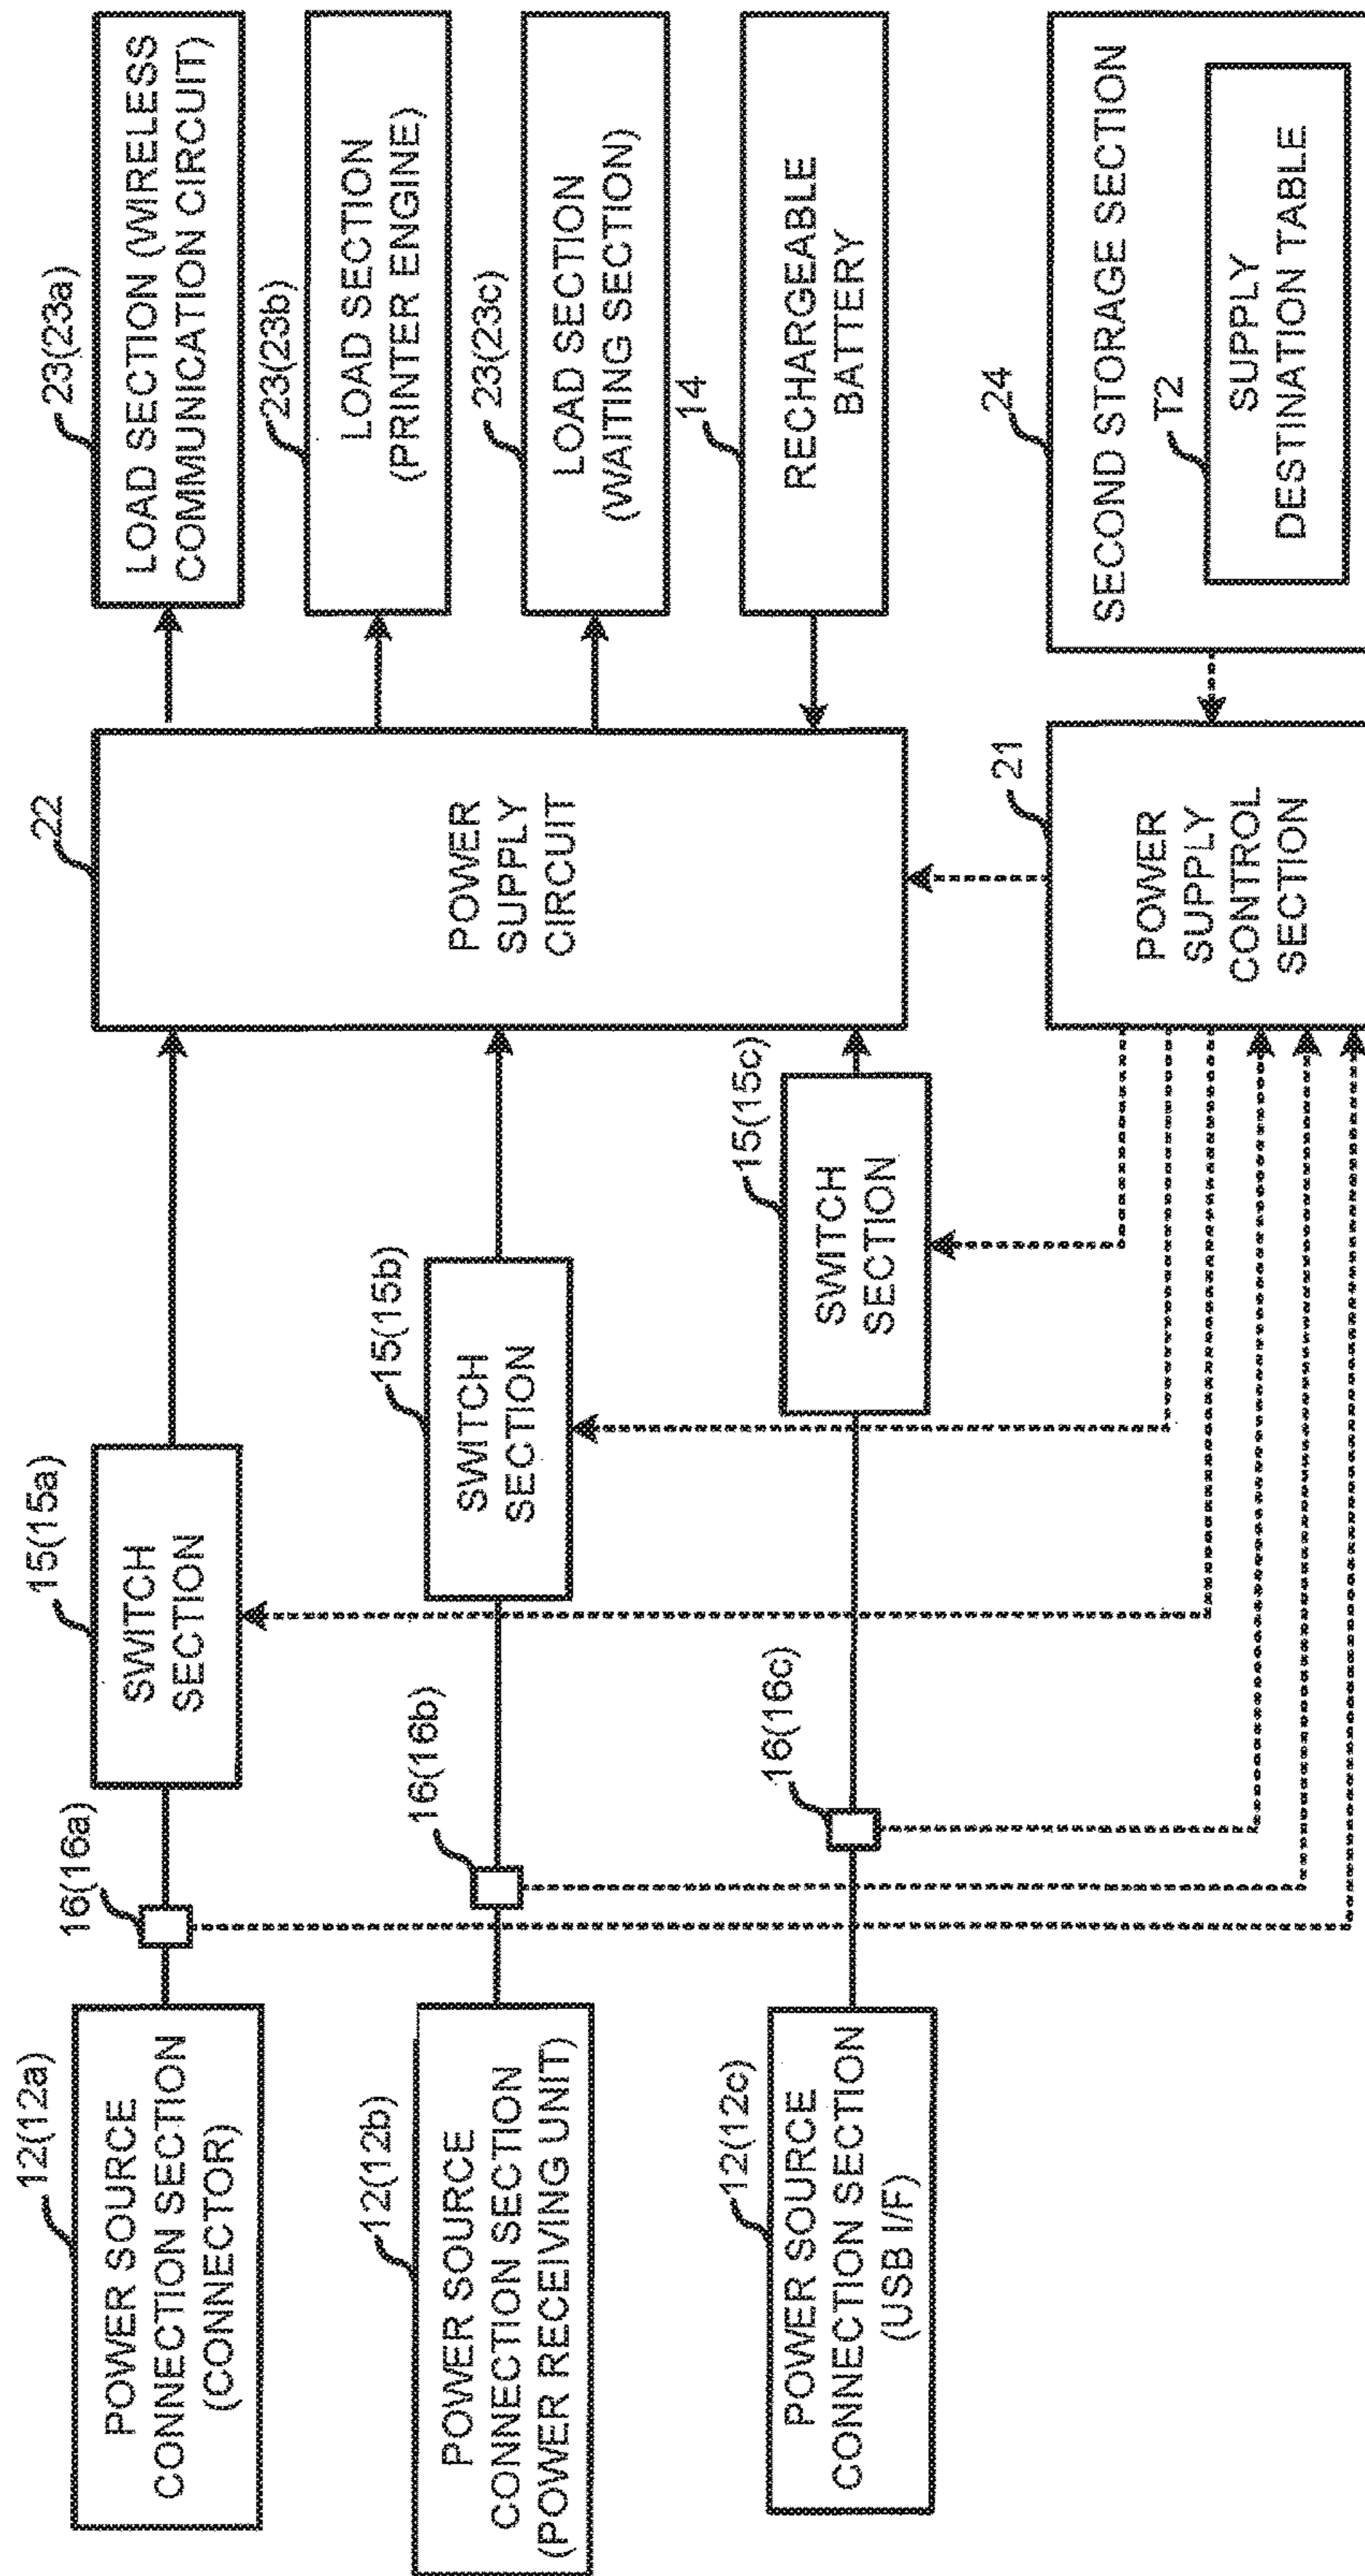 12(12a)
POWER SOURCE
CONNECTION SECTION
(CONNECTOR)
16(16a)
15(15a)
SWITCH
SECTION
22
POWER
SUPPLY
CIRCUIT
23(23a)
LOAD SECTION (WIRELESS
COMMUNICATION CIRCUIT)
12(12b)
POWER SOURCE
CONNECTION SECTION
(POWER RECEIVING UNIT)
16(16b)
15(15b)
SWITCH
SECTION
23(23b)
LOAD SECTION
(PRINTER ENGINE)
23(23c)
LOAD SECTION
(WAITING SECTION)
12(12c)
POWER SOURCE
CONNECTION SECTION
(USB I/F)
16(16c)
15(15c)
SWITCH
SECTION
14
RECHARGEABLE
BATTERY
21
POWER
SUPPLY
CONTROL
SECTION
24
SECOND STORAGE SECTION
T2
SUPPLY
DESTINATION TABLE